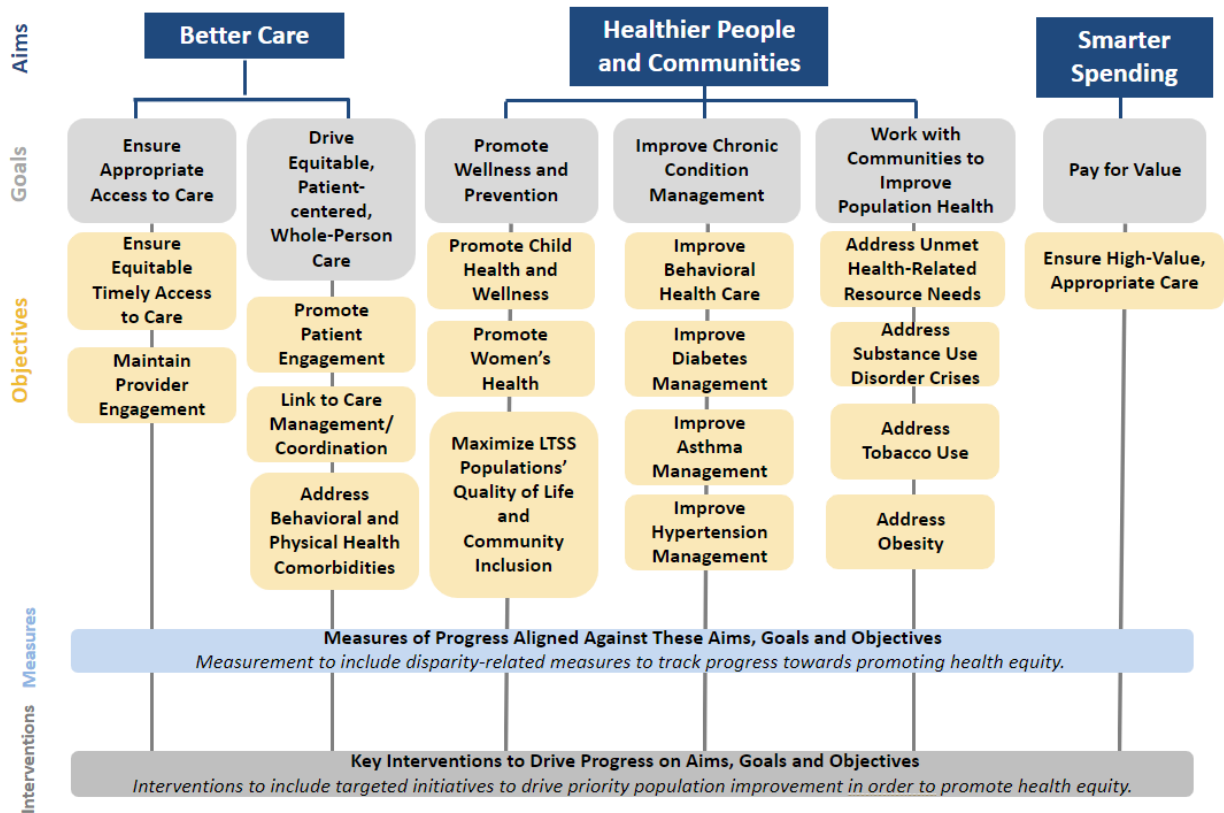 Aims
Better Care
Healthier People
and Communities
Smarter
Spending
Goals
Ensure
Appropriate
Access to Care
Drive
Equitable,
Patient-
centered,
Whole-Person
Care
Promote
Wellness and
Prevention
Improve Chronic
Condition
Management
Work with
Communities to
Improve
Population Health
Pay for Value
Objectives
Ensure
Equitable
Timely Access
to Care
Maintain
Provider
Engagement
Promote
Patient
Engagement
Link to Care
Management/
Coordination
Address
Behavioral and
Physical Health
Comorbidities
Promote Child
Health and
Wellness
Promote
Women's
Health
Maximize LTSS
Populations'
Quality of Life
and
Community
Inclusion
Improve
Behavioral
Health Care
Improve
Diabetes
Management
Improve
Asthma
Management
Improve
Hypertension
Management
Address Unmet
Health-Related
Resource Needs
Address
Substance Use
Disorder Crises
Address
Tobacco Use
Address
Obesity
Ensure High-Value,
Appropriate Care
Measures
Measures of Progress Aligned Against These Aims, Goals and Objectives
Measurement to include disparity-related measures to track progress towards promoting health equity.
Interventions
Key Interventions to Drive Progress on Aims, Goals and Objectives
Interventions to include targeted initiatives to drive priority population improvement in order to promote health equity.